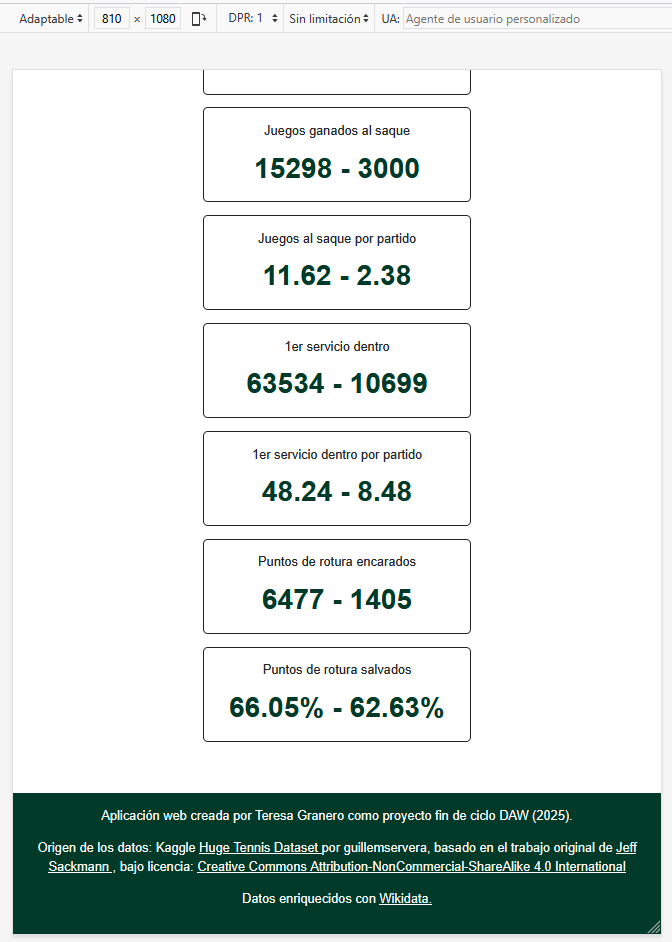 Adaptable 810 × 1080 DPR: 1 Sin limitación UA: Agente de usuario personalizado
Juegos ganados al saque
15298 - 3000
Juegos al saque por partido
11.62 - 2.38
1er servicio dentro
63534 - 10699
1er servicio dentro por partido
48.24 - 8.48
Puntos de rotura encarados
6477 - 1405
Puntos de rotura salvados
66.05% - 62.63%
Aplicación web creada por Teresa Granero como proyecto fin de ciclo DAW (2025).
Origen de los datos: Kaggle Huge Tennis Dataset por guillemservera, basado en el trabajo original de Jeff
Sackmann , bajo licencia: Creative Commons Attribution-NonCommercial-ShareAlike 4.0 International
Datos enriquecidos con Wikidata.